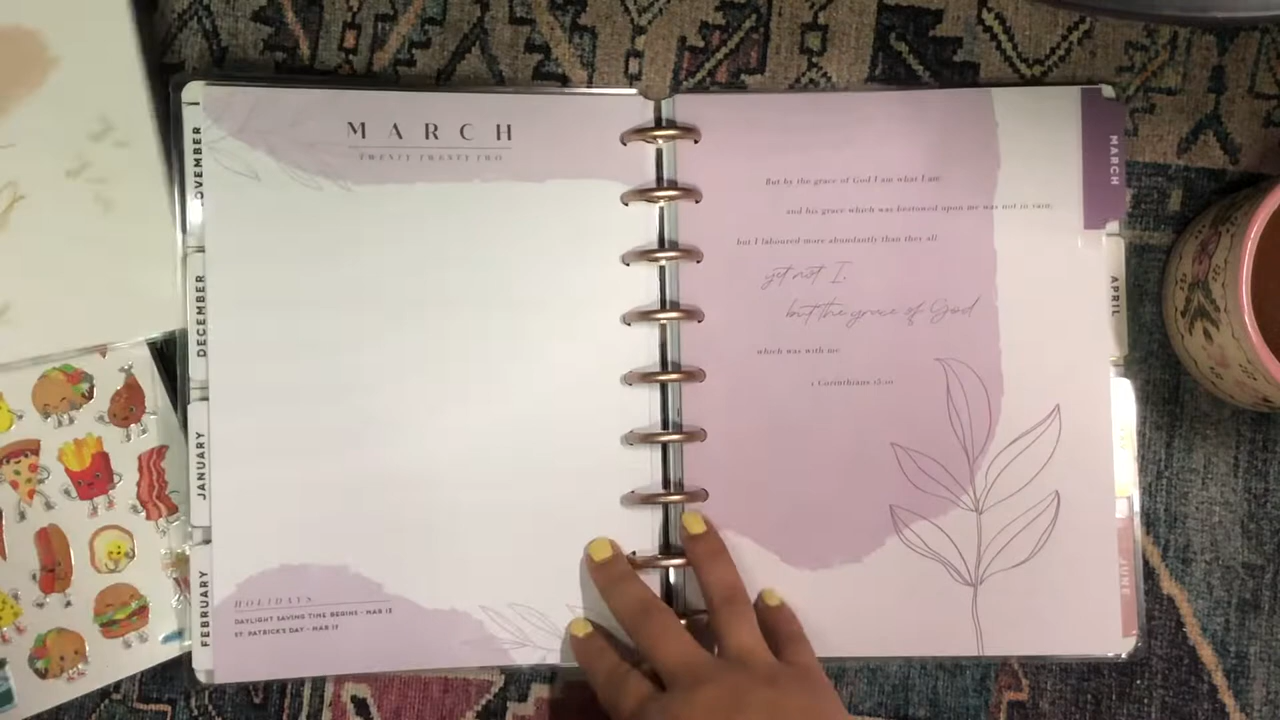 MARCH
TWENTY TWENTY TWO
NOVEMBER
DECEMBER
JANUARY
FEBRUARY
HOLIDAYS
DAYLIGHT SAVING TIME BEGINS - MAR 13
ST. PATRICK'S DAY - MAR 17
But by the grace of God I am what I am:
and his grace which was bestowed upon me was not in vain;
but I laboured more abundantly than they all:
yet not I,
but the grace of God
which was with me.
1 Corinthians 15:10
MARCH
APRIL
JUNE